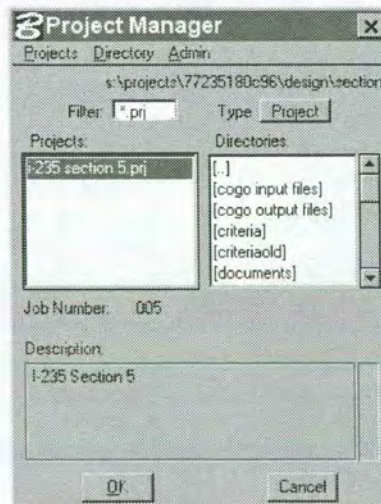 Project Manager
Projects Directory Admin
s:\projects\77235180c96\design\section
Filter: *.prj Type Project
Projects: Directories:
i-235 section 5.prj
[..]
[cogo input files]
[cogo output files]
[criteria]
[criteriaold]
[documents]
Job Number: 005
Description:
I-235 Section 5
OK Cancel